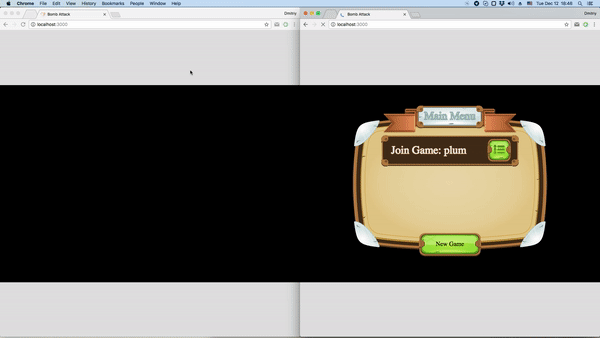 Chrome File Edit View History Bookmarks People Window Help
Tue Dec 12 18:48
Bomb Attack
Dmitriy
localhost:3000
Bomb Attack
Dmitriy
localhost:3000
Main Menu
Join Game: plum
New Game